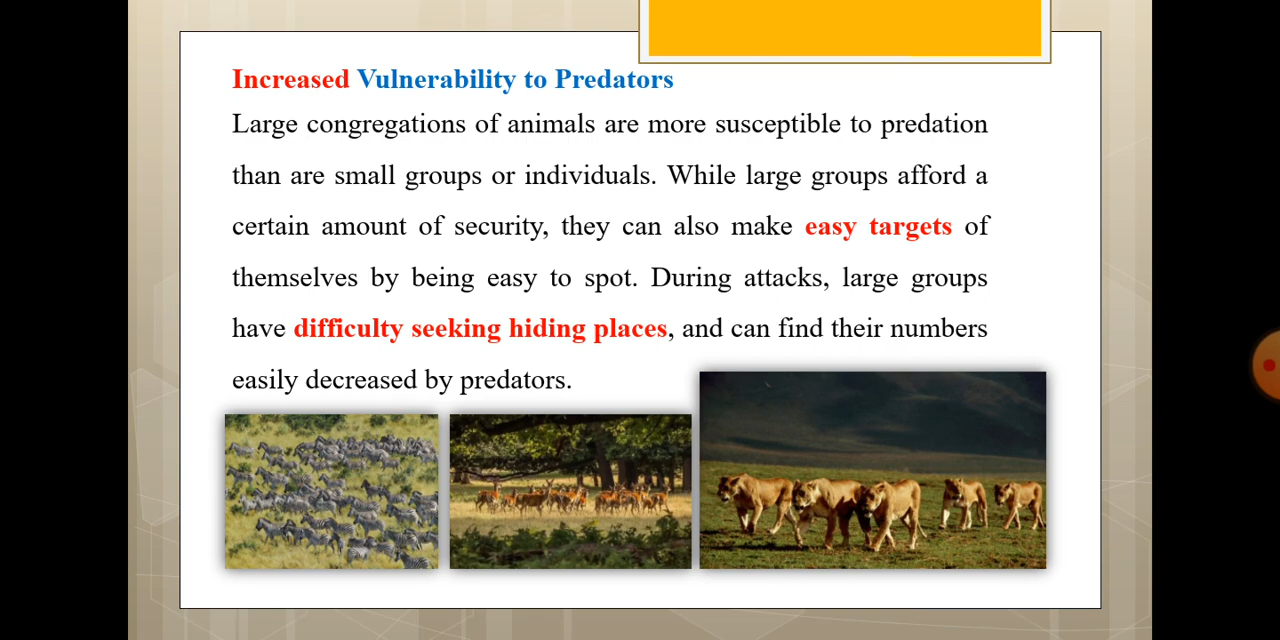 Increased Vulnerability to Predators
Large congregations of animals are more susceptible to predation
than are small groups or individuals. While large groups afford a
certain amount of security, they can also make easy targets of
themselves by being easy to spot. During attacks, large groups
have difficulty seeking hiding places, and can find their numbers
easily decreased by predators.